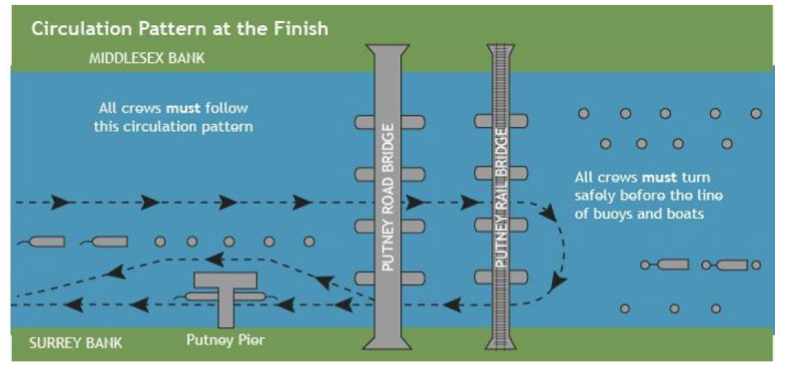 Circulation Pattern at the Finish
MIDDLESEX BANK
All crews must follow
this circulation pattern
PUTNEY ROAD BRIDGE
PUTNEY RAIL BRIDGE
All crews must turn
safely before the line
of buoys and boats
SURREY BANK
Putney Pier